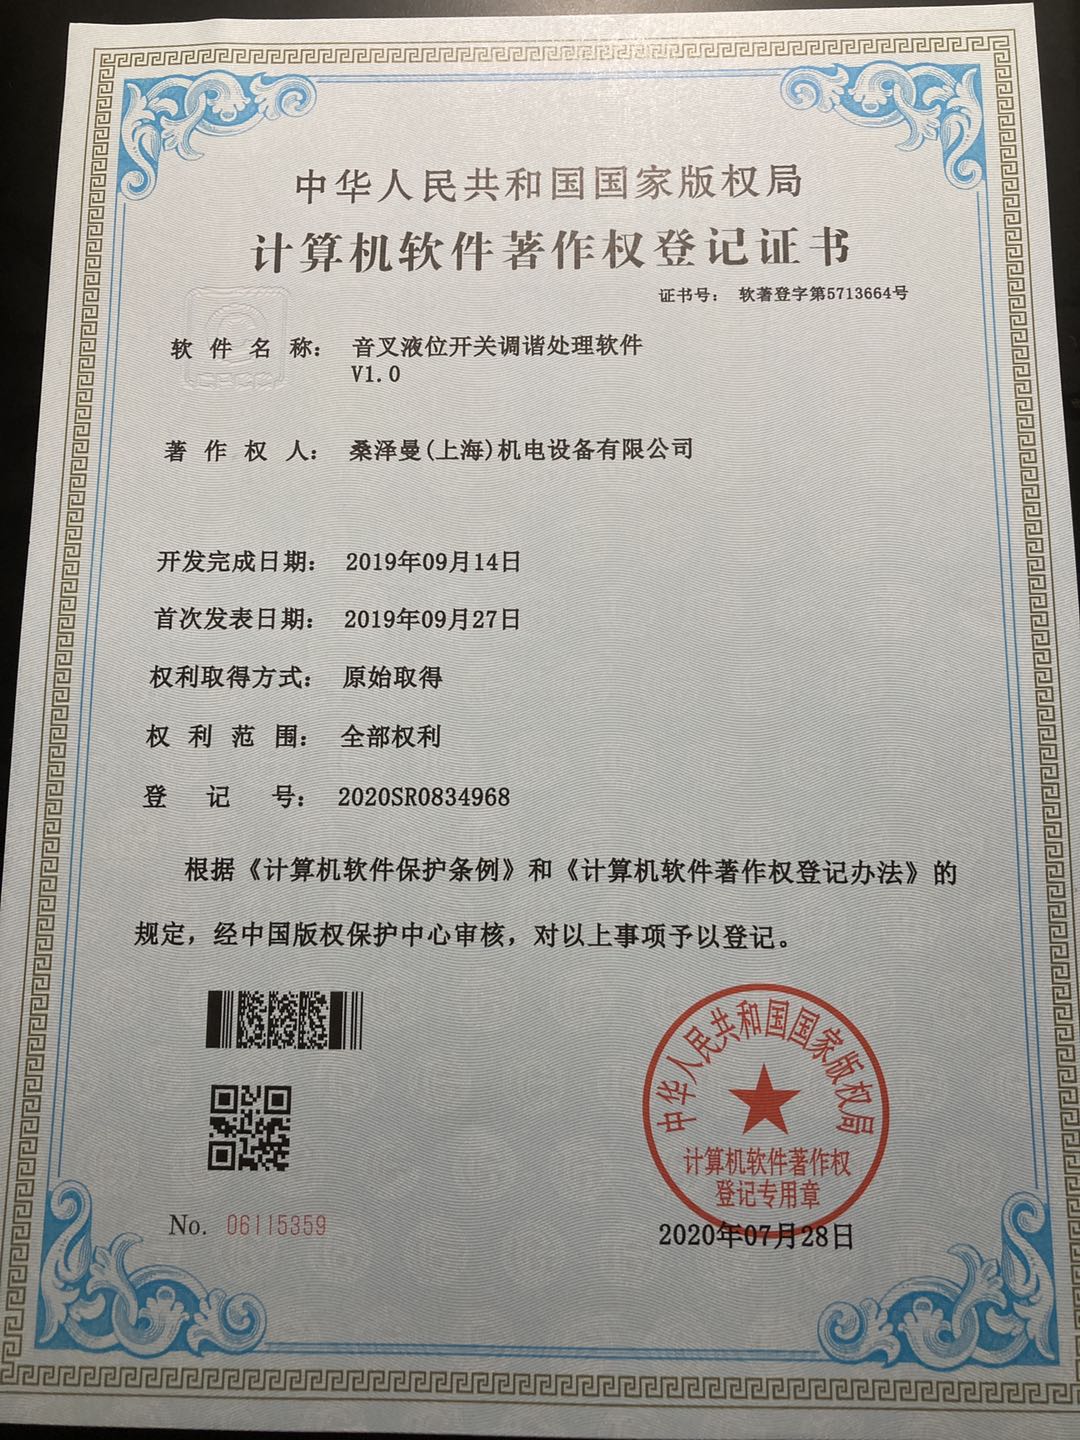 中华人民共和国国家版权局
计算机软件著作权登记证书
证书号： 软著登字第5713664号
软件名称： 音叉液位开关调谐处理软件
V1.0
著作权人： 桑泽曼(上海)机电设备有限公司
开发完成日期： 2019年09月14日
首次发表日期： 2019年09月27日
权利取得方式： 原始取得
权利范围： 全部权利
登记号： 2020SR0834968
根据《计算机软件保护条例》和《计算机软件著作权登记办法》的
规定，经中国版权保护中心审核，对以上事项予以登记。
中华人民共和国国家版权局
计算机软件著作权
登记专用章
No. 06115359
2020年07月28日